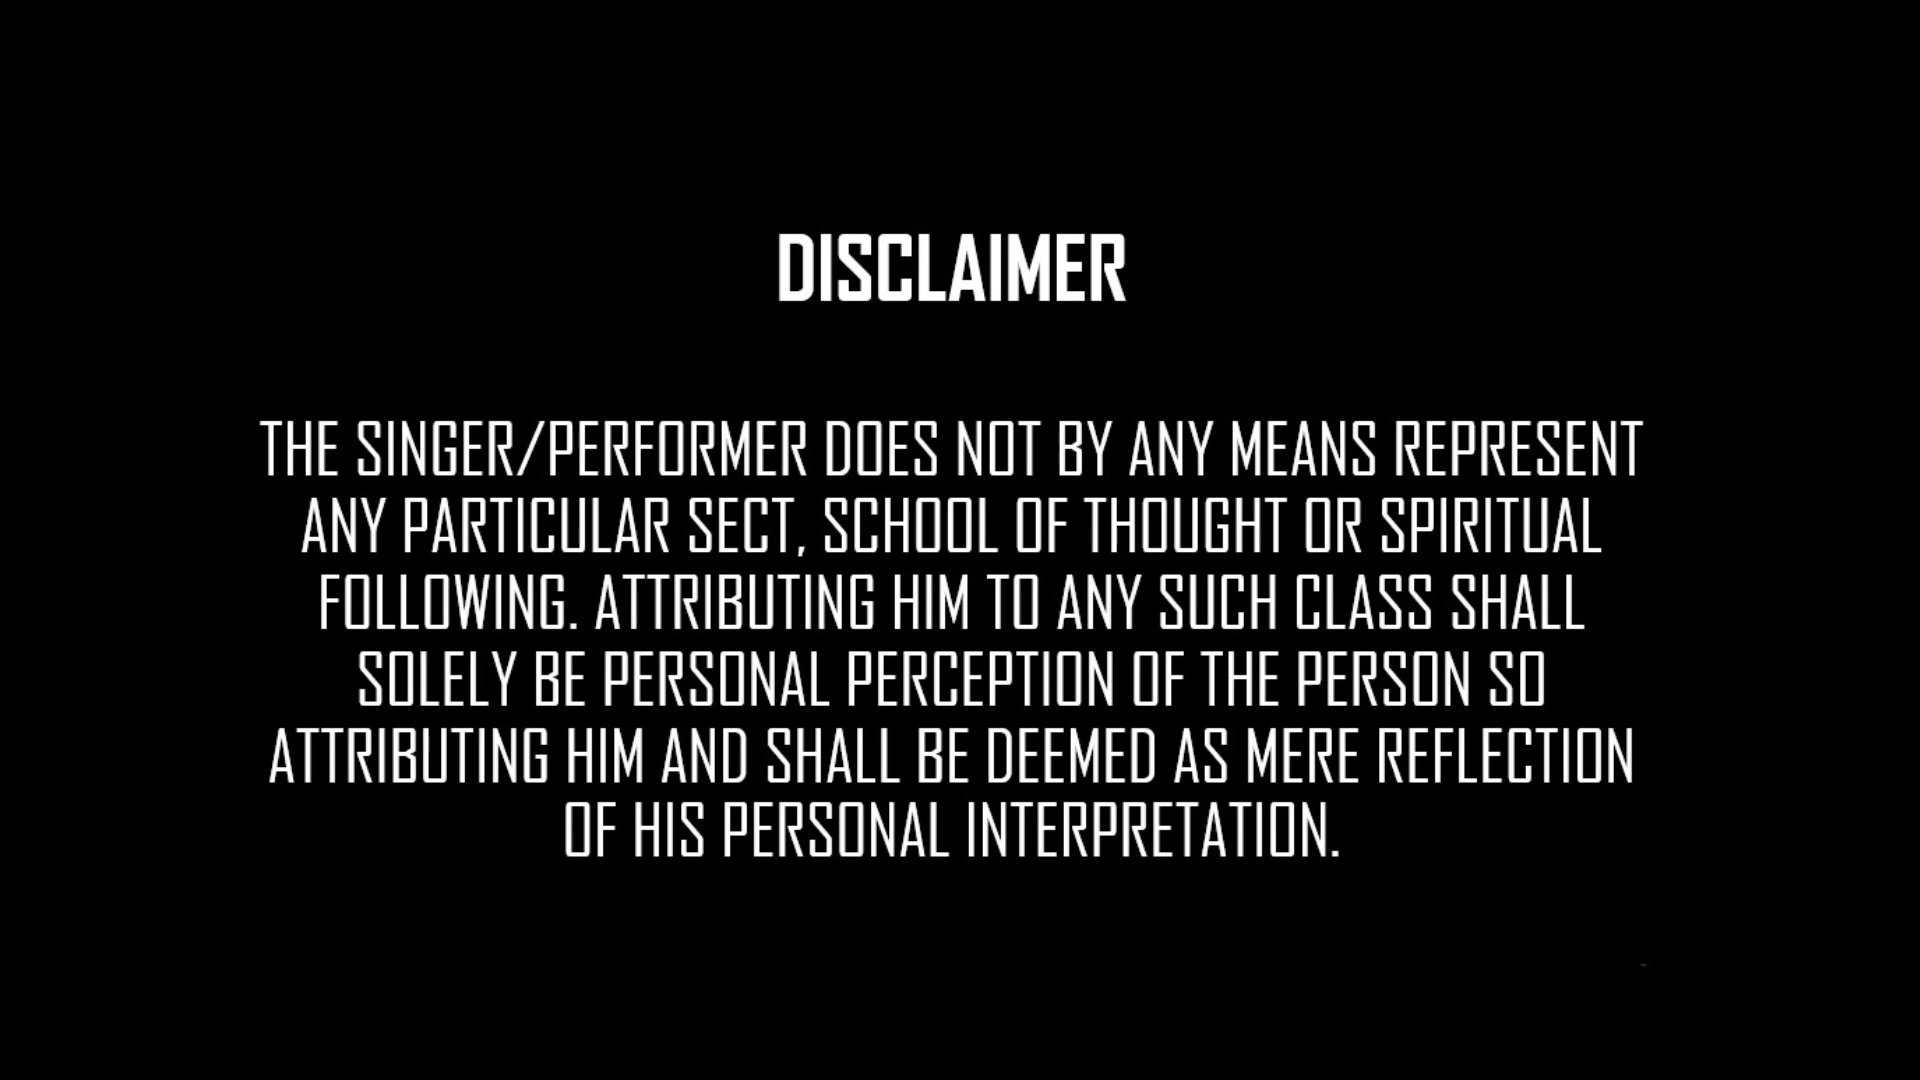 DISCLAIMER
THE SINGER/PERFORMER DOES NOT BY ANY MEANS REPRESENT
ANY PARTICULAR SECT, SCHOOL OF THOUGHT OR SPIRITUAL
FOLLOWING. ATTRIBUTING HIM TO ANY SUCH CLASS SHALL
SOLELY BE PERSONAL PERCEPTION OF THE PERSON SO
ATTRIBUTING HIM AND SHALL BE DEEMED AS MERE REFLECTION
OF HIS PERSONAL INTERPRETATION.